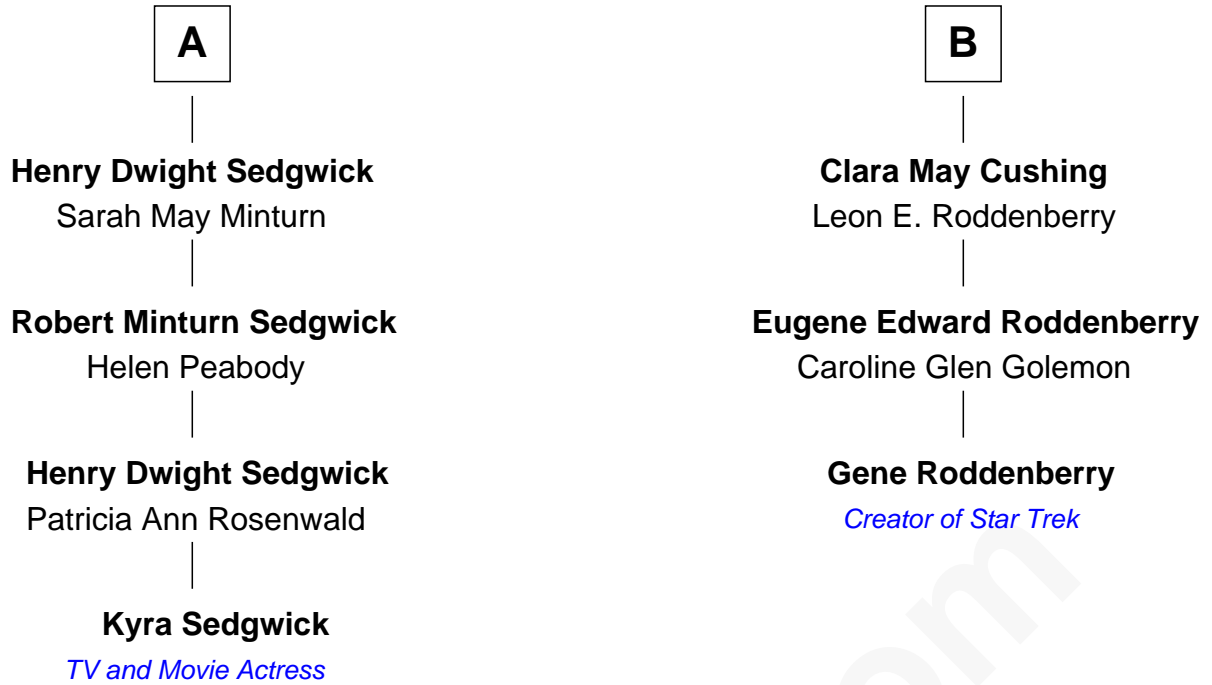 A
Henry Dwight Sedgwick
Sarah May Minturn
Robert Minturn Sedgwick
Helen Peabody
Henry Dwight Sedgwick
Patricia Ann Rosenwald
Kyra Sedgwick
TV and Movie Actress
B
Clara May Cushing
Leon E. Roddenberry
Eugene Edward Roddenberry
Caroline Glen Golemon
Gene Roddenberry
Creator of Star Trek
om